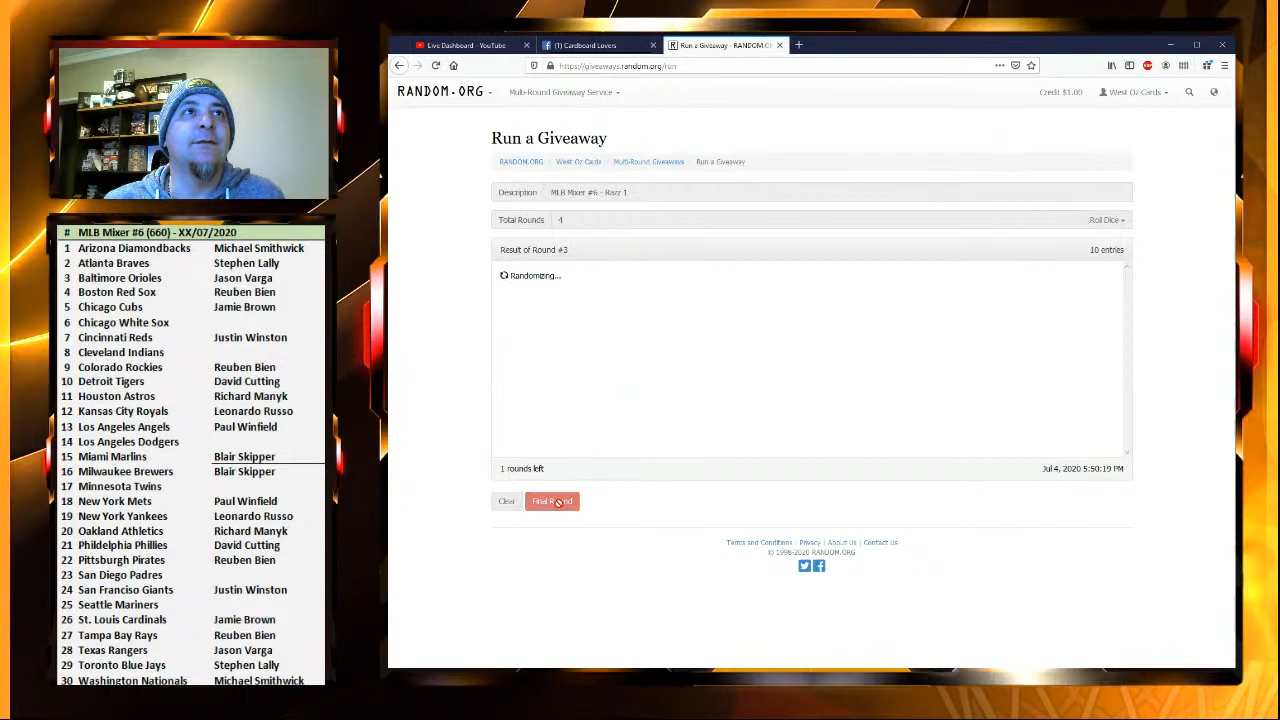 Live Dashboard - YouTube
(1) Cardboard Lovers
Run a Giveaway - RANDOM.OR
https://giveaways.random.org/run
RANDOM.ORG
Multi-Round Giveaway Service
Credit $1.00
West Oz Cards
Run a Giveaway
RANDOM.ORG West Oz Cards Multi-Round Giveaways Run a Giveaway
Description MLB Mixer #6 - Razz 1
Total Rounds 4 Roll Dice
Result of Round #3 10 entries
Randomizing...
1 rounds left Jul 4, 2020 5:50:19 PM
Clear Final Round
Terms and Conditions Privacy About Us Contact Us
© 1998-2020 RANDOM.ORG
# MLB Mixer #6 (660) - XX/07/2020
1 Arizona Diamondbacks Michael Smithwick
2 Atlanta Braves Stephen Lally
3 Baltimore Orioles Jason Varga
4 Boston Red Sox Reuben Bien
5 Chicago Cubs Jamie Brown
6 Chicago White Sox
7 Cincinnati Reds Justin Winston
8 Cleveland Indians
9 Colorado Rockies Reuben Bien
10 Detroit Tigers David Cutting
11 Houston Astros Richard Manyk
12 Kansas City Royals Leonardo Russo
13 Los Angeles Angels Paul Winfield
14 Los Angeles Dodgers
15 Miami Marlins Blair Skipper
16 Milwaukee Brewers Blair Skipper
17 Minnesota Twins
18 New York Mets Paul Winfield
19 New York Yankees Leonardo Russo
20 Oakland Athletics Richard Manyk
21 Phildelphia Phillies David Cutting
22 Pittsburgh Pirates Reuben Bien
23 San Diego Padres
24 San Franciso Giants Justin Winston
25 Seattle Mariners
26 St. Louis Cardinals Jamie Brown
27 Tampa Bay Rays Reuben Bien
28 Texas Rangers Jason Varga
29 Toronto Blue Jays Stephen Lally
30 Washington Nationals Michael Smithwick